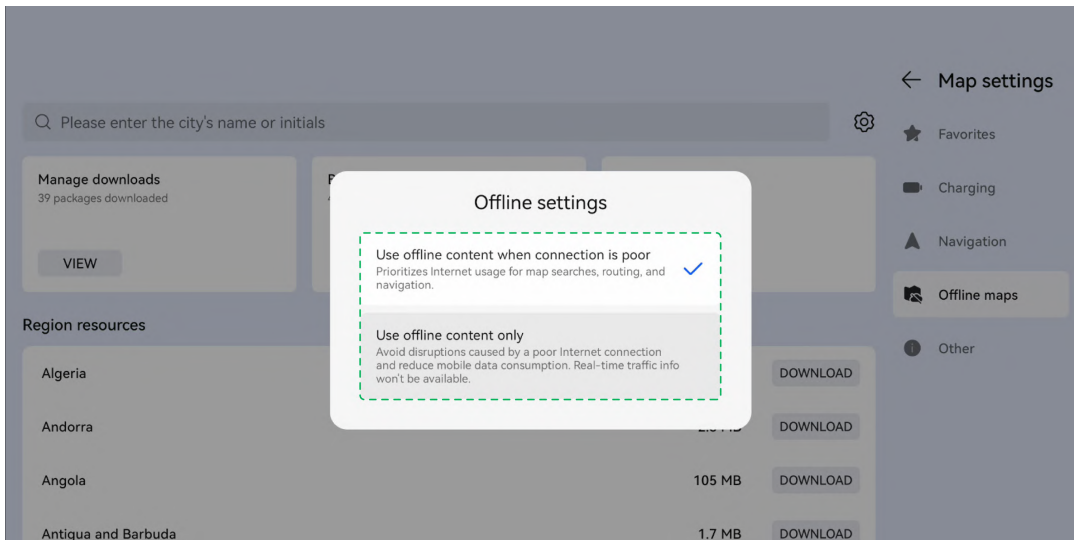 Map settings
Please enter the city's name or initials
Favorites
Manage downloads
39 packages downloaded
VIEW
Charging
Navigation
Offline maps
Other
Offline settings
Use offline content when connection is poor
Prioritizes Internet usage for map searches, routing, and
navigation.
Use offline content only
Avoid disruptions caused by a poor Internet connection
and reduce mobile data consumption. Real-time traffic info
won't be available.
Region resources
Algeria
DOWNLOAD
Andorra
DOWNLOAD
Angola
105 MB
DOWNLOAD
Antigua and Barbuda
1.7 MB
DOWNLOAD